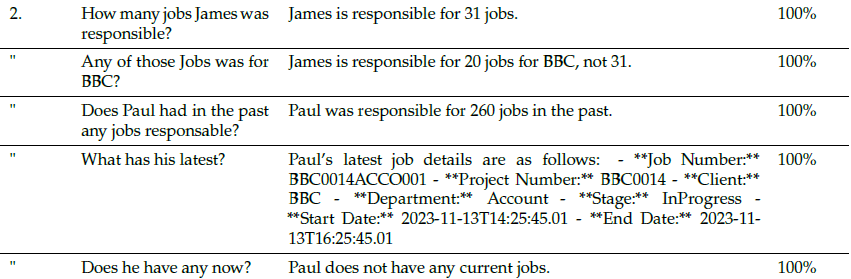 2. How many jobs James was James is responsible for 31 jobs. 100%
responsible?
" Any of those Jobs was for James is responsible for 20 jobs for BBC, not 31. 100%
BBC?
" Does Paul had in the past Paul was responsible for 260 jobs in the past. 100%
any jobs responsable?
" What has his latest? Paul's latest job details are as follows: - **Job Number:** 100%
BBC0014ACCO001 - **Project Number:** BBC0014 - **Client:**
BBC - **Department:** Account - **Stage:** InProgress -
**Start Date:** 2023-11-13T14:25:45.01 - **End Date:** 2023-11-
13T16:25:45.01
" Does he have any now? Paul does not have any current jobs. 100%